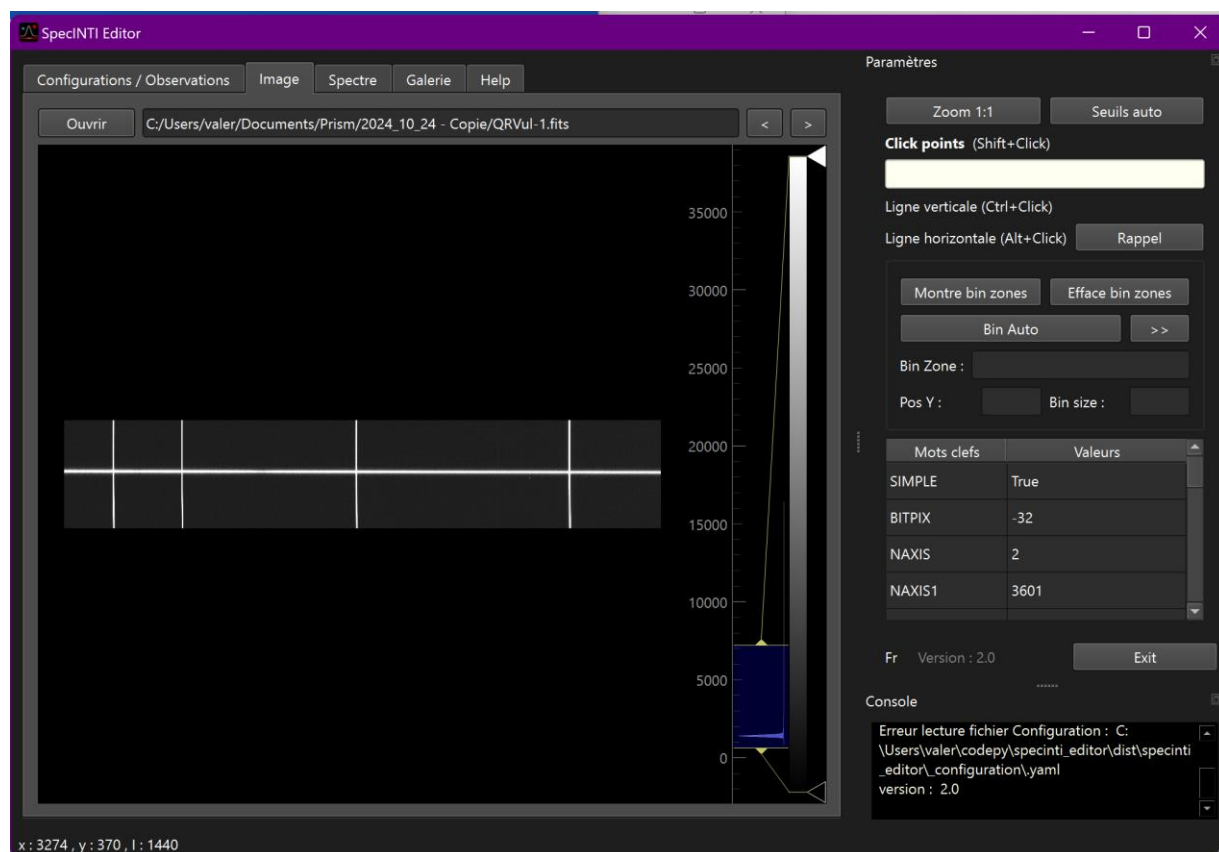 SpecINTI Editor
Configurations / Observations
Image
Spectre
Galerie
Help
Ouvrir
C:/Users/valer/Documents/Prism/2024_10_24 - Copie/QRVul-1.fits
<
>
35000
30000
25000
20000
15000
10000
5000
0
x : 3274 , y : 370 , I : 1440
Paramètres
Zoom 1:1
Seuils auto
Click points (Shift+Click)
Ligne verticale (Ctrl+Click)
Ligne horizontale (Alt+Click)
Rappel
Montre bin zones
Efface bin zones
Bin Auto
>>
Bin Zone :
Pos Y :
Bin size :
Mots clefs
Valeurs
SIMPLE
True
BITPIX
-32
NAXIS
2
NAXIS1
3601
Fr
Version : 2.0
Exit
Console
Erreur lecture fichier Configuration : C:
\Users\valer\codepy\specinti_editor\dist\specinti
_editor\_configuration\.yaml
version : 2.0